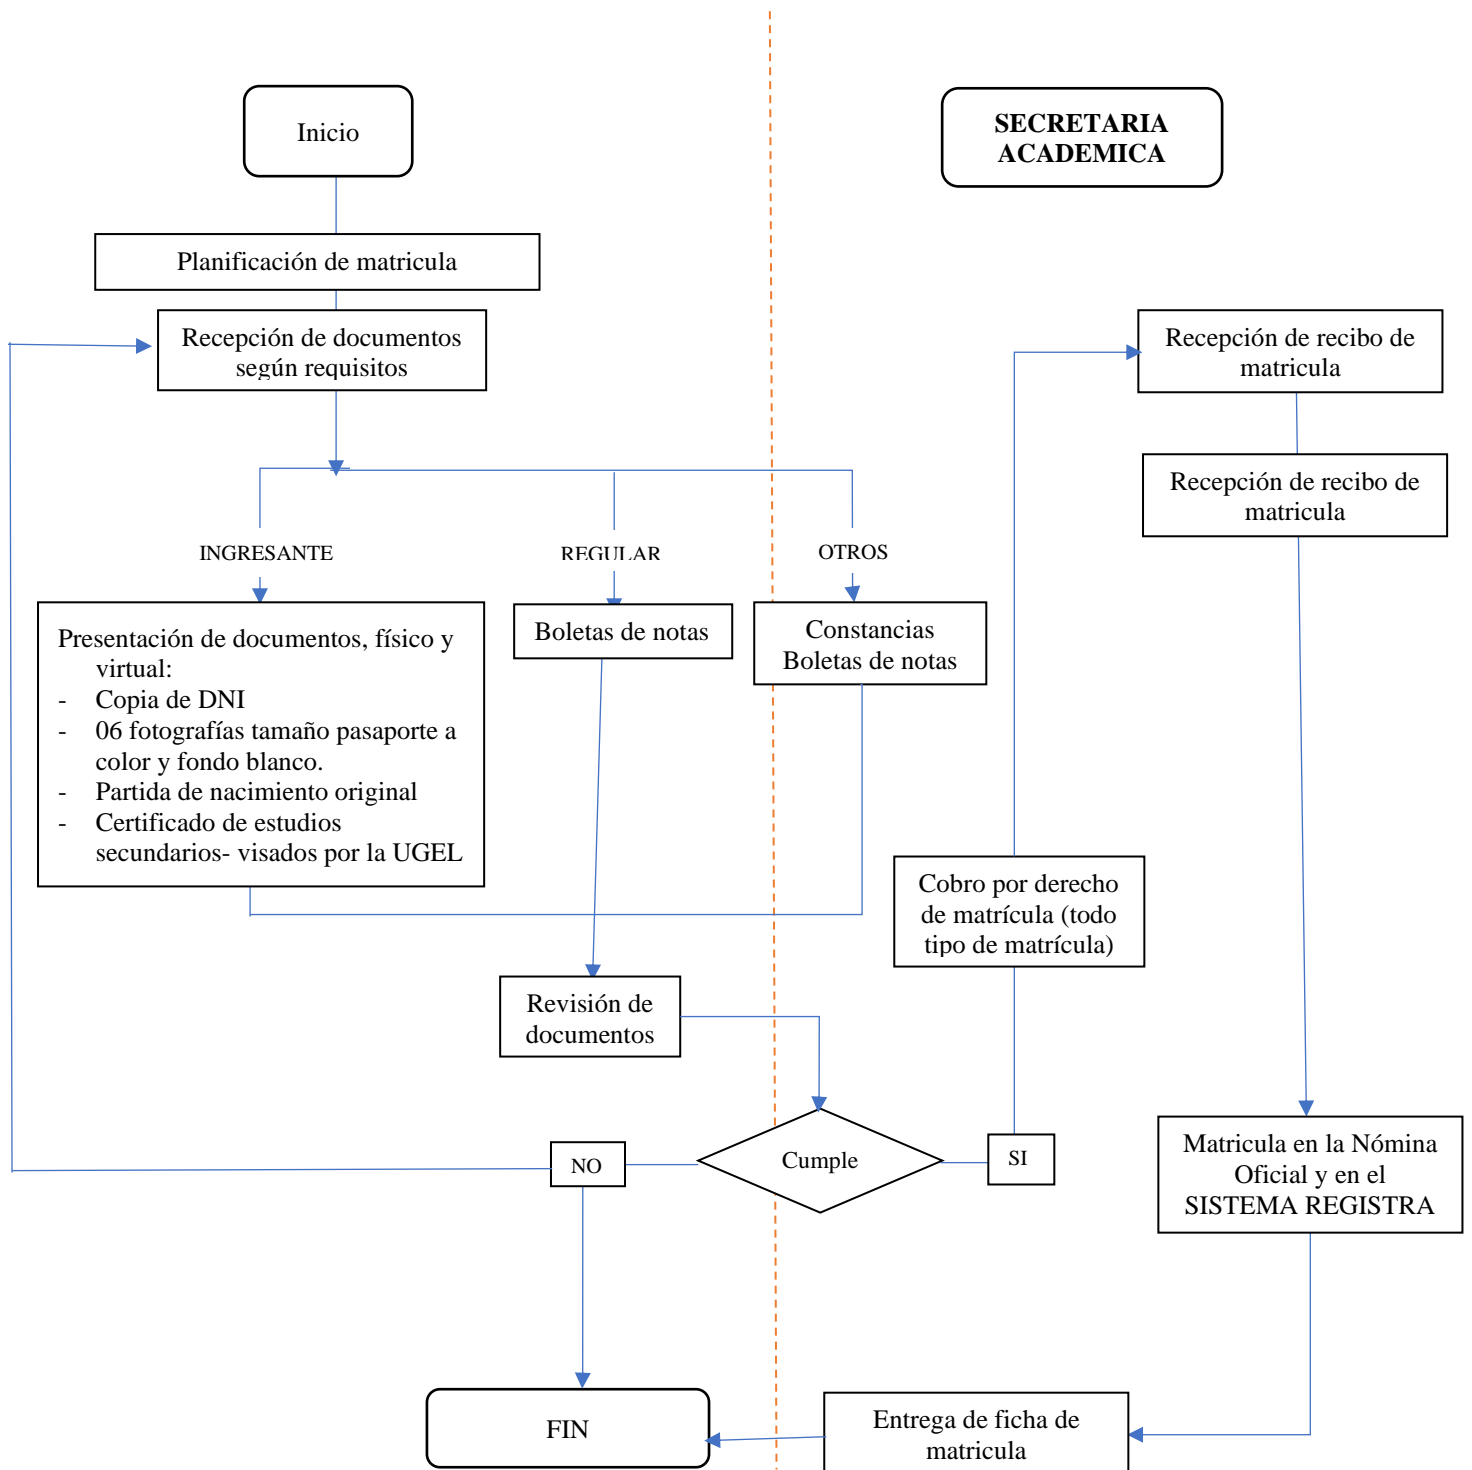 Inicio
SECRETARIA
ACADEMICA
Planificación de matricula
Recepción de documentos
según requisitos
Recepción de recibo de
matricula
Recepción de recibo de
matricula
INGRESANTE
REGULAR
OTROS
Presentación de documentos, físico y
virtual:
- Copia de DNI
- 06 fotografías tamaño pasaporte a
color y fondo blanco.
- Partida de nacimiento original
- Certificado de estudios
secundarios- visados por la UGEL
Boletas de notas
Constancias
Boletas de notas
Cobro por derecho
de matrícula (todo
tipo de matrícula)
Revisión de
documentos
NO
Cumple
SI
Matricula en la Nómina
Oficial y en el
SISTEMA REGISTRA
FIN
Entrega de ficha de
matricula